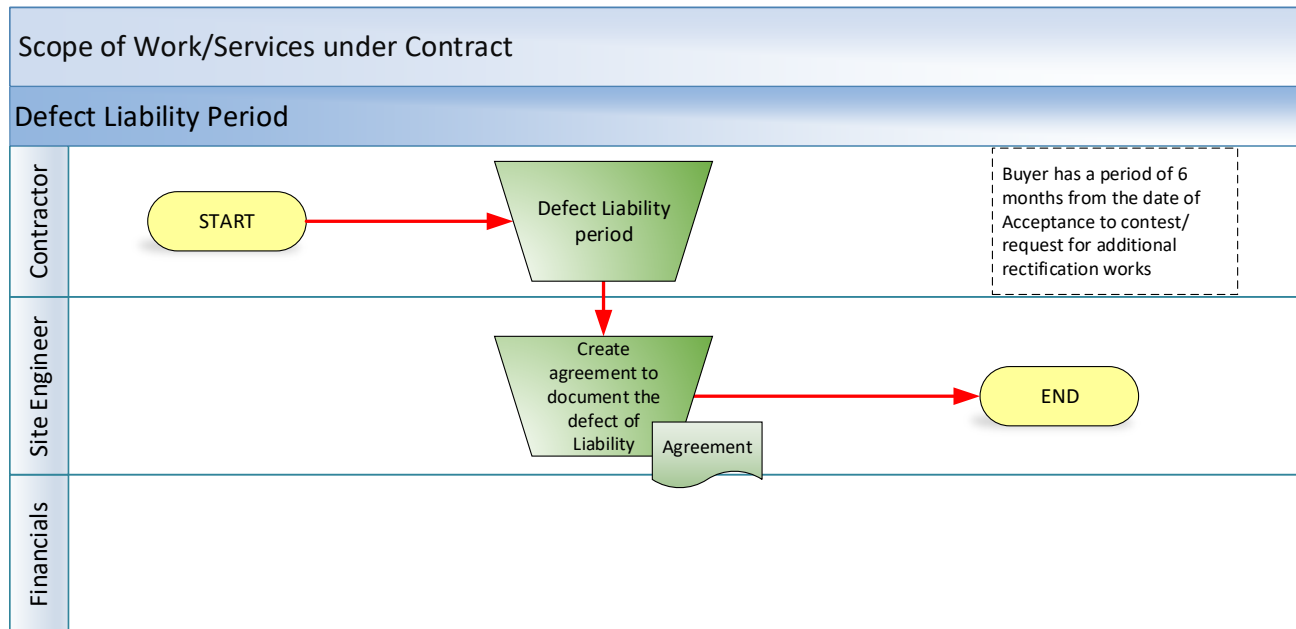 Scope of Work/Services under Contract
Defect Liability Period
Contractor
START
Defect Liability
period
Buyer has a period of 6
months from the date of
Acceptance to contest/
request for additional
rectification works
Site Engineer
Create
agreement to
document the
defect of
Liability
Agreement
END
Financials